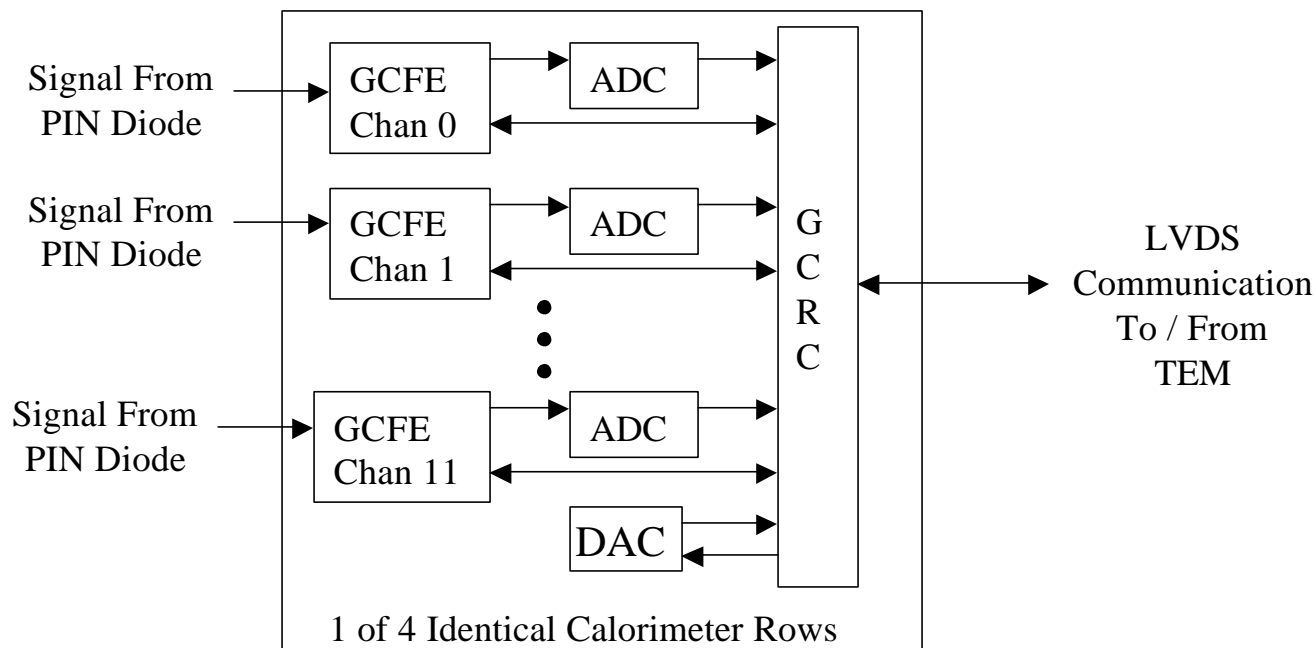 Signal From
PIN Diode
GCFE
Chan 0
ADC
Signal From
PIN Diode
GCFE
Chan 1
ADC
G
C
R
C
LVDS
Communication
To / From
TEM
Signal From
PIN Diode
GCFE
Chan 11
ADC
DAC
1 of 4 Identical Calorimeter Rows